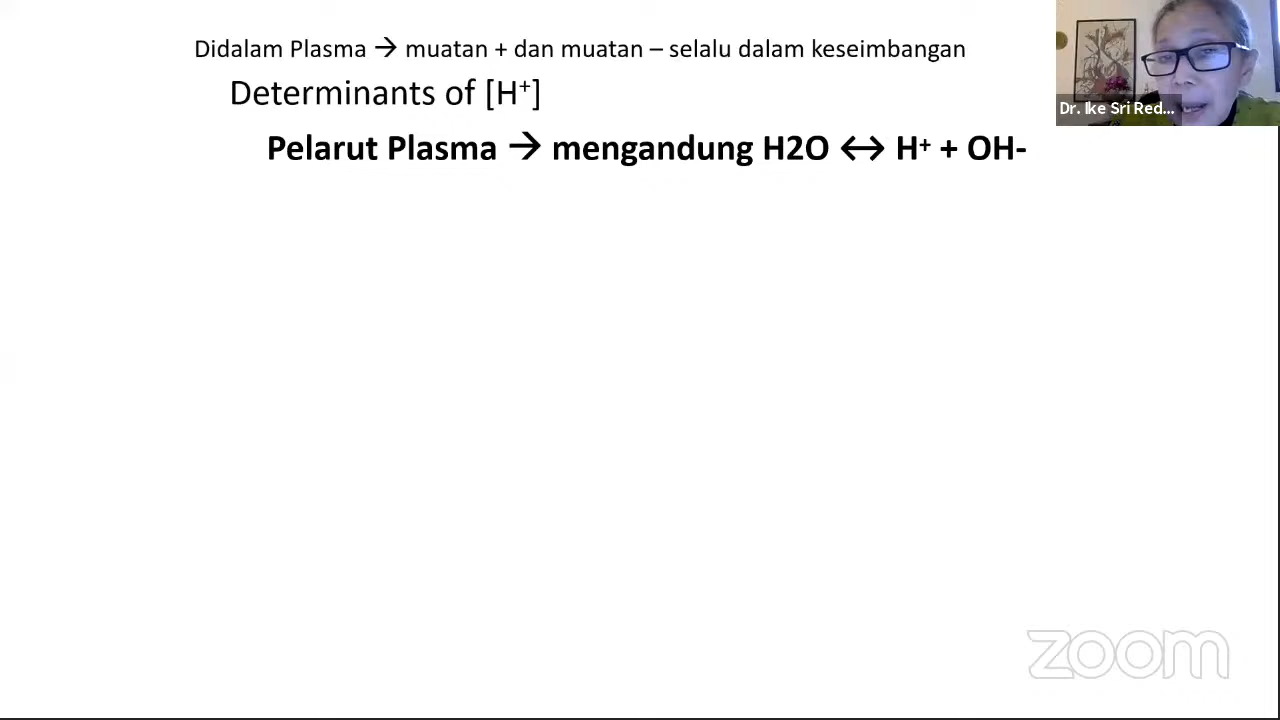 Didalam Plasma → muatan + dan muatan – selalu dalam keseimbangan
Determinants of [H⁺]
Pelarut Plasma → mengandung H2O ↔ H⁺ + OH-
Dr. Ike Sri Red...
zoom